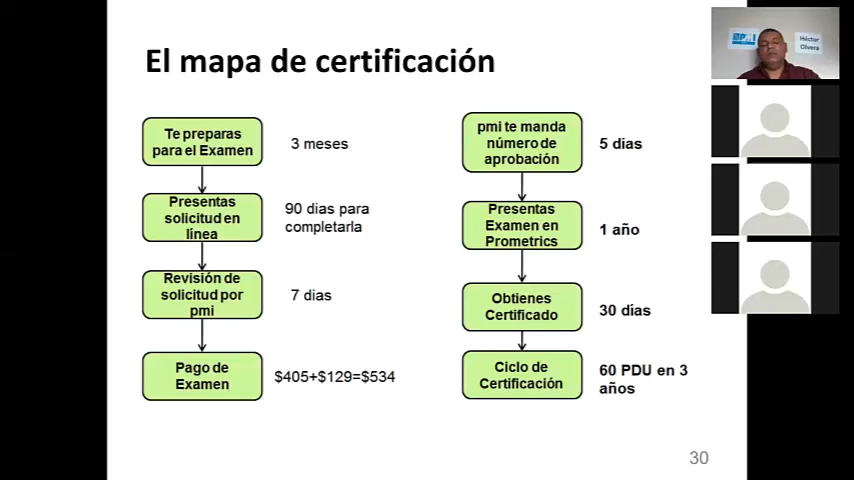 El mapa de certificación
Te preparas
para el Examen
3 meses
Presentas
solicitud en
línea
90 dias para
completarla
Revisión de
solicitud por
pmi
7 dias
Pago de
Examen
$405+$129=$534
pmi te manda
número de
aprobación
5 días
Presentas
Examen en
Prometrics
1 año
Obtienes
Certificado
30 días
Ciclo de
Certificación
60 PDU en 3
años
30
Héctor
Olvera